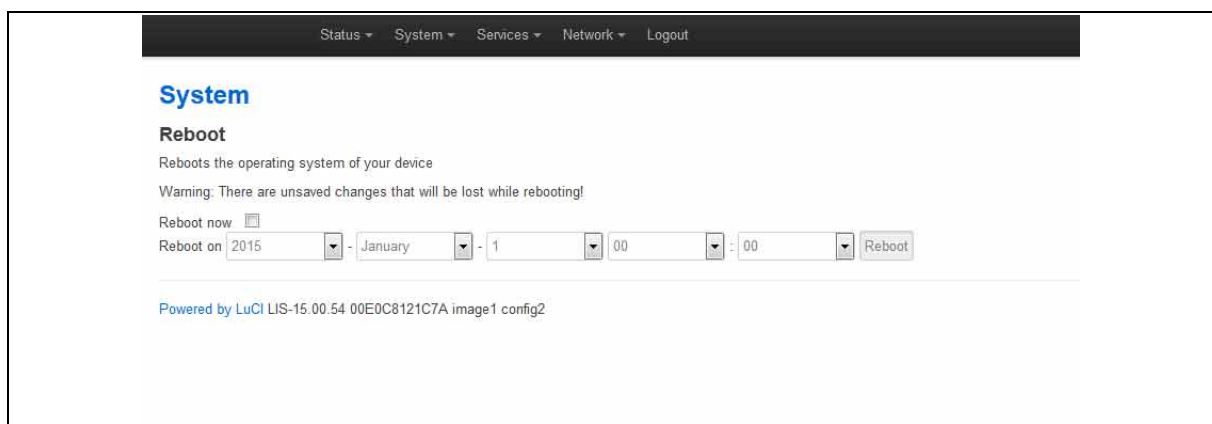 Status System Services Network Logout
System
Reboot
Reboots the operating system of your device
Warning: There are unsaved changes that will be lost while rebooting!
Reboot now
Reboot on 2015 - January - 1 00 : 00 Reboot
Powered by LuCI LIS-15.00.54 00E0C8121C7A image1 config2